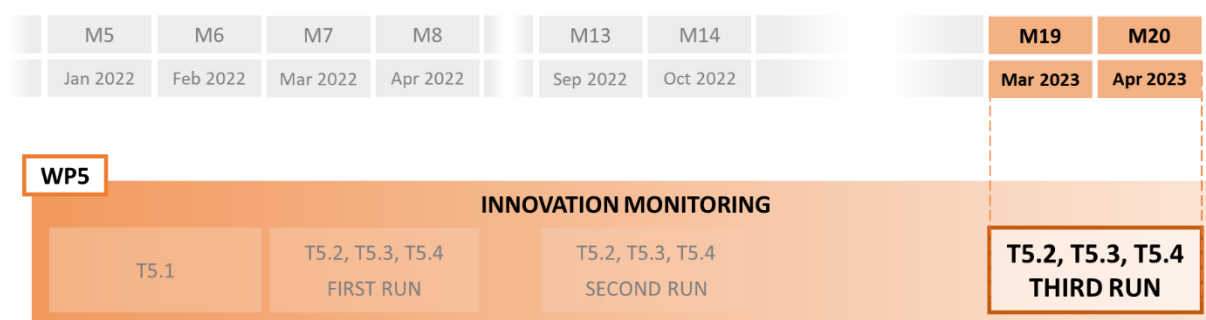 M5 M6 M7 M8 M13 M14 M19 M20
Jan 2022 Feb 2022 Mar 2022 Apr 2022 Sep 2022 Oct 2022 Mar 2023 Apr 2023
WP5
INNOVATION MONITORING
T5.1
T5.2, T5.3, T5.4
FIRST RUN
T5.2, T5.3, T5.4
SECOND RUN
T5.2, T5.3, T5.4
THIRD RUN